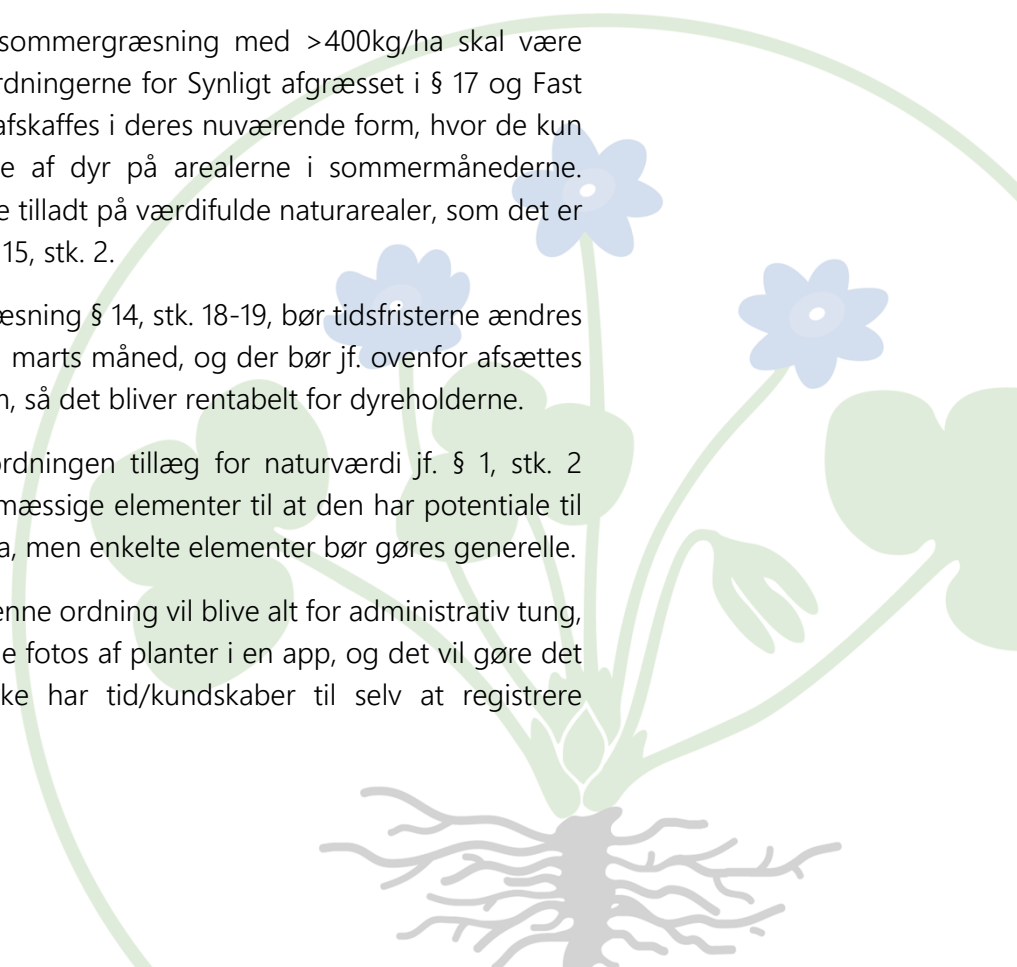 sommergræsning med >400kg/ha skal være
rdningerne for Synligt afgræsset i § 17 og Fast
afskaffes i deres nuværende form, hvor de kun
e af dyr på arealerne i sommermånederne.
e tilladt på værdifulde naturarealer, som det er
15, stk. 2.
æsning § 14, stk. 18-19, bør tidsfristerne ændres
marts måned, og der bør jf. ovenfor afsættes
n, så det bliver rentabelt for dyreholderne.
ordningen tillæg for naturværdi jf. § 1, stk. 2
mæssige elementer til at den har potentiale til
a, men enkelte elementer bør gøres generelle.
enne ordning vil blive alt for administrativ tung,
e fotos af planter i en app, og det vil gøre det
ke har tid/kundskaber til selv at registrere